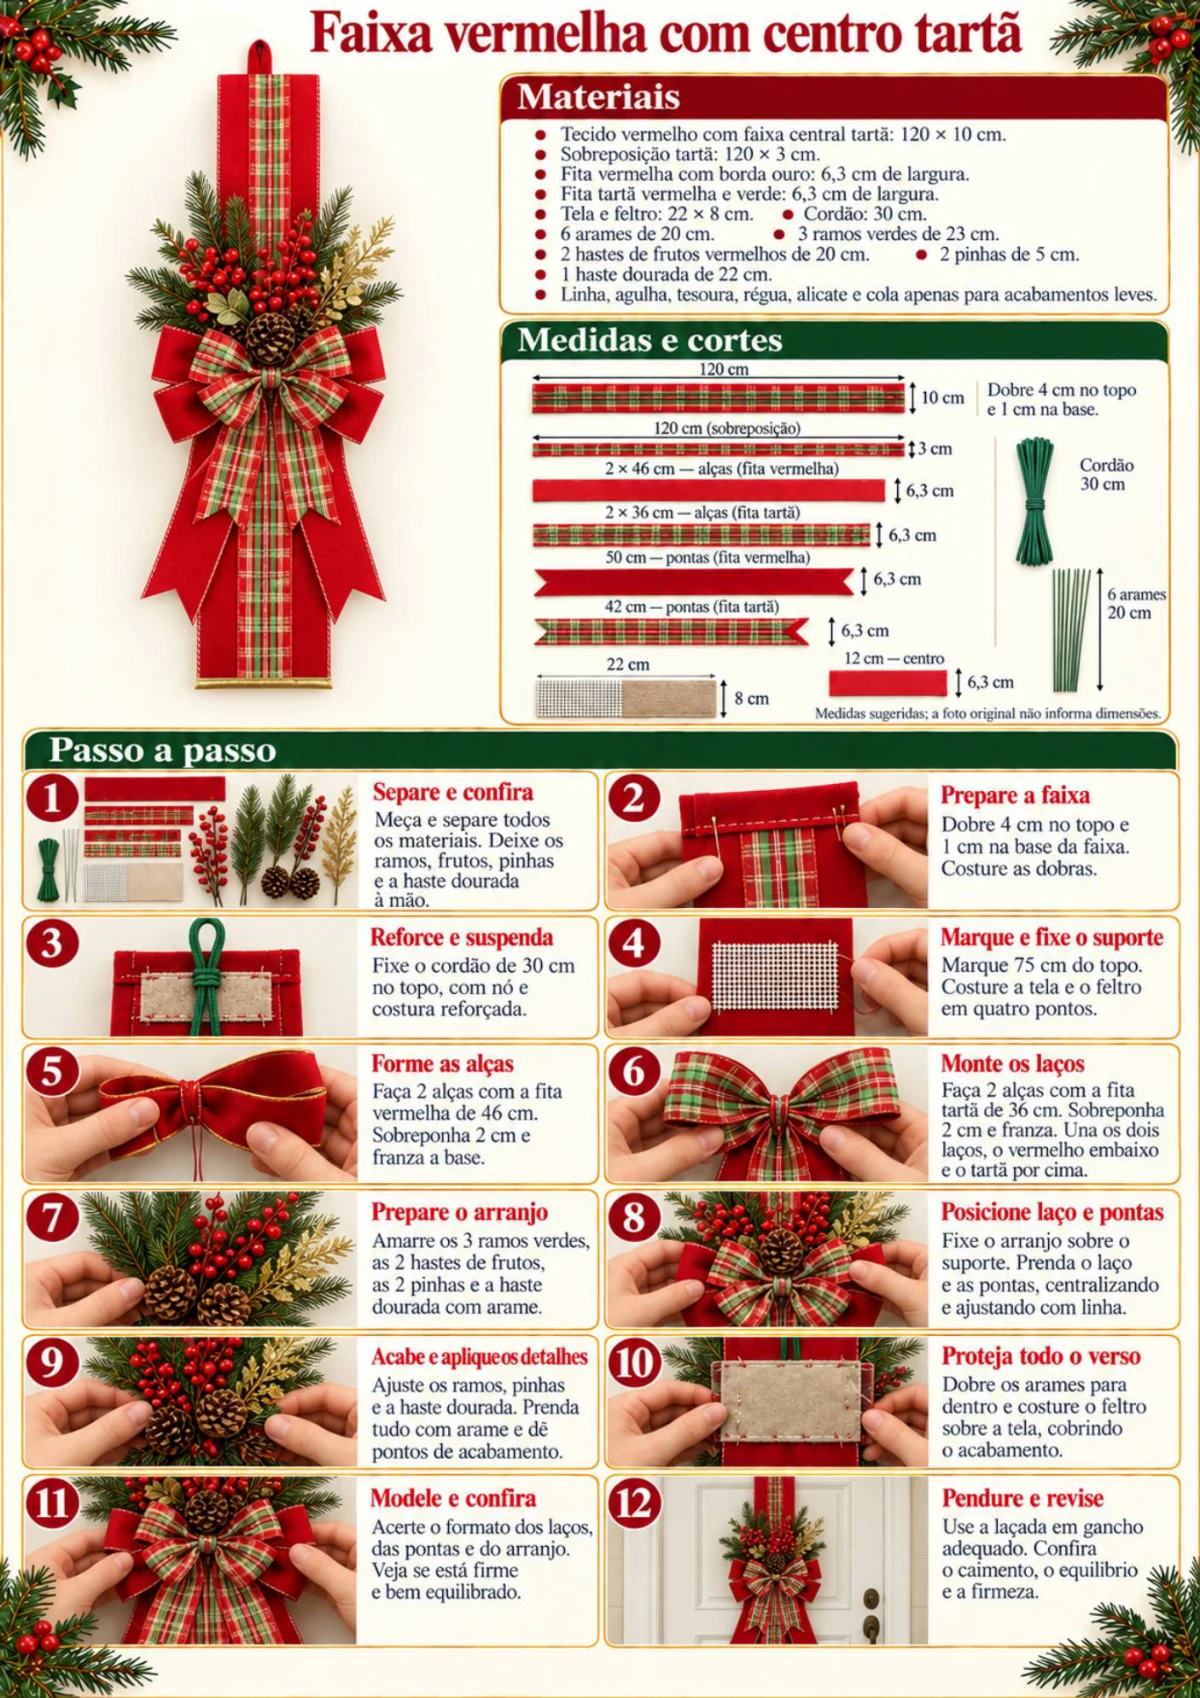 Faixa vermelha com centro tartã
Materiais
● Tecido vermelho com faixa central tartã: 120 × 10 cm.
● Sobreposição tartã: 120 × 3 cm.
● Fita vermelha com borda ouro: 6,3 cm de largura.
● Fita tartã vermelha e verde: 6,3 cm de largura.
● Tela e feltro: 22 × 8 cm. ● Cordão: 30 cm.
● 6 arames de 20 cm. ● 3 ramos verdes de 23 cm.
● 2 hastes de frutos vermelhos de 20 cm. ● 2 pinhas de 5 cm.
● 1 haste dourada de 22 cm.
● Linha, agulha, tesoura, régua, alicate e cola apenas para acabamentos leves.
Medidas e cortes
120 cm
10 cm
Dobre 4 cm no topo
e 1 cm na base.
120 cm (sobreposição)
3 cm
2 × 46 cm — alças (fita vermelha)
6,3 cm
2 × 36 cm — alças (fita tartã)
6,3 cm
50 cm — pontas (fita vermelha)
6,3 cm
42 cm — pontas (fita tartã)
6,3 cm
22 cm
8 cm
12 cm — centro
6,3 cm
Cordão
30 cm
6 arames
20 cm
Medidas sugeridas; a foto original não informa dimensões.
Passo a passo
1
Separe e confira
Meça e separe todos
os materiais. Deixe os
ramos, frutos, pinhas
e a haste dourada
à mão.
2
Prepare a faixa
Dobre 4 cm no topo e
1 cm na base da faixa.
Costure as dobras.
3
Reforce e suspenda
Fixe o cordão de 30 cm
no topo, com nó e
costura reforçada.
4
Marque e fixe o suporte
Marque 75 cm do topo.
Costure a tela e o feltro
em quatro pontos.
5
Forme as alças
Faça 2 alças com a fita
vermelha de 46 cm.
Sobreponha 2 cm e
franza a base.
6
Monte os laços
Faça 2 alças com a fita
tartã de 36 cm. Sobreponha
2 cm e franza. Una os dois
laços, o vermelho embaixo
e o tartã por cima.
7
Prepare o arranjo
Amarre os 3 ramos verdes,
as 2 hastes de frutos,
as 2 pinhas e a haste
dourada com arame.
8
Posicione laço e pontas
Fixe o arranjo sobre o
suporte. Prenda o laço
e as pontas, centralizando
e ajustando com linha.
9
Acabe e aplique os detalhes
Ajuste os ramos, pinhas
e a haste dourada. Prenda
tudo com arame e dê
pontos de acabamento.
10
Proteja todo o verso
Dobre os arames para
dentro e costure o feltro
sobre a tela, cobrindo
o acabamento.
11
Modele e confira
Acerte o formato dos laços,
das pontas e do arranjo.
Veja se está firme
e bem equilibrado.
12
Pendure e revise
Use a laçada em gancho
adequado. Confira
o caimento, o equilibrio
e a firmeza.